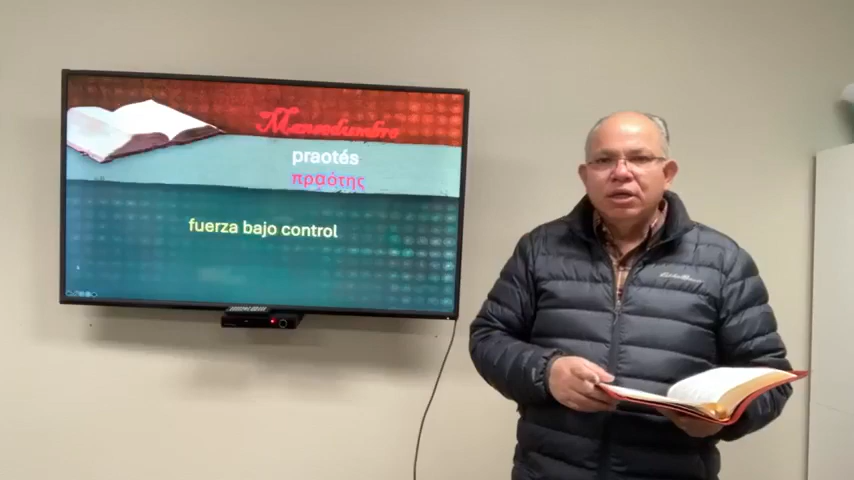 Mansedumbre
praotés
πραότης
fuerza bajo control